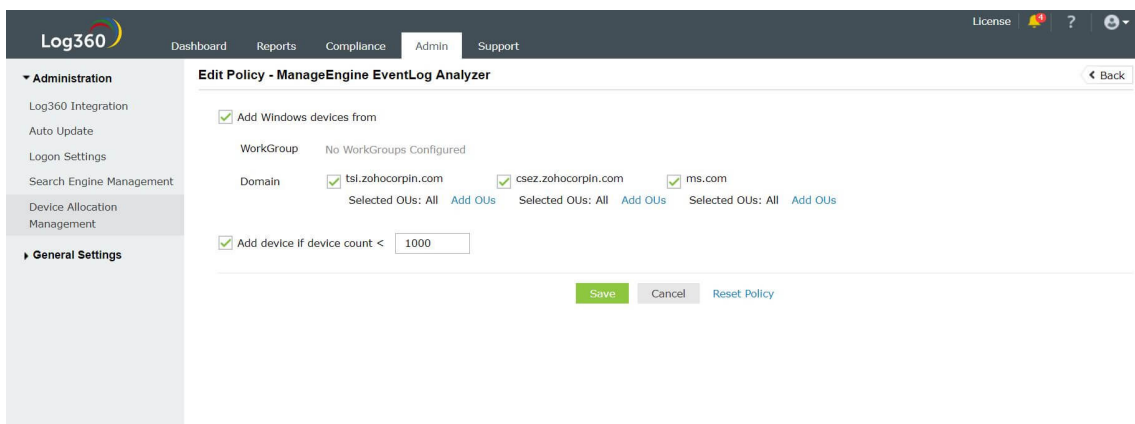 License 4 ?
Log360
Dashboard Reports Compliance Admin Support
Administration
Edit Policy - ManageEngine EventLog Analyzer
Back
Log360 Integration
Auto Update
Logon Settings
Search Engine Management
Device Allocation
Management
General Settings
Add Windows devices from
WorkGroup No WorkGroups Configured
Domain tsl.zohocorpin.com csez.zohocorpin.com ms.com
Selected OUs: All Add OUs Selected OUs: All Add OUs Selected OUs: All Add OUs
Add device if device count < 1000
Save Cancel Reset Policy